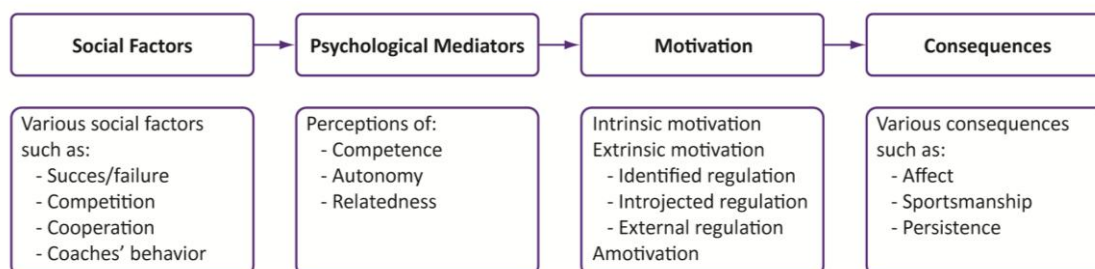 Social Factors
Psychological Mediators
Motivation
Consequences
Various social factors
such as:
- Succes/failure
- Competition
- Cooperation
- Coaches' behavior
Perceptions of:
- Competence
- Autonomy
- Relatedness
Intrinsic motivation
Extrinsic motivation
- Identified regulation
- Introjected regulation
- External regulation
Amotivation
Various consequences
such as:
- Affect
- Sportsmanship
- Persistence